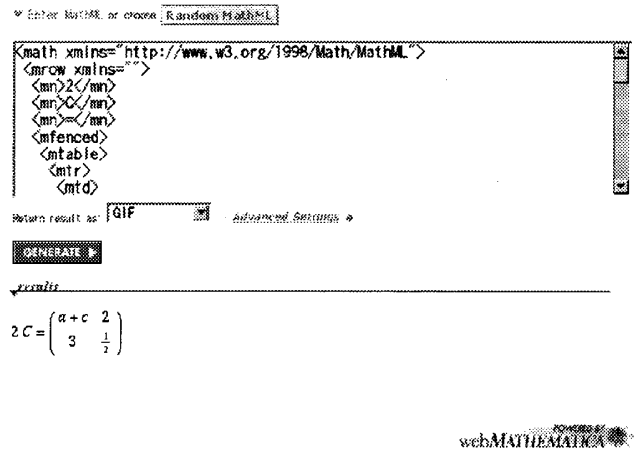 Enter MathML or choose Random MathML
<math xmlns="http://www.w3.org/1998/Math/MathML">
<mrow xmlns="">
<mn>2</mn>
<mn>C</mn>
<mn>=</mn>
<mfenced>
<mtable>
<mtr>
<mtd>
Return result as: GIF Advanced Settings
GENERATE
results
2 C = ( a + c 2
3 1/2 )
POWERED BY
webMATHEMATICA